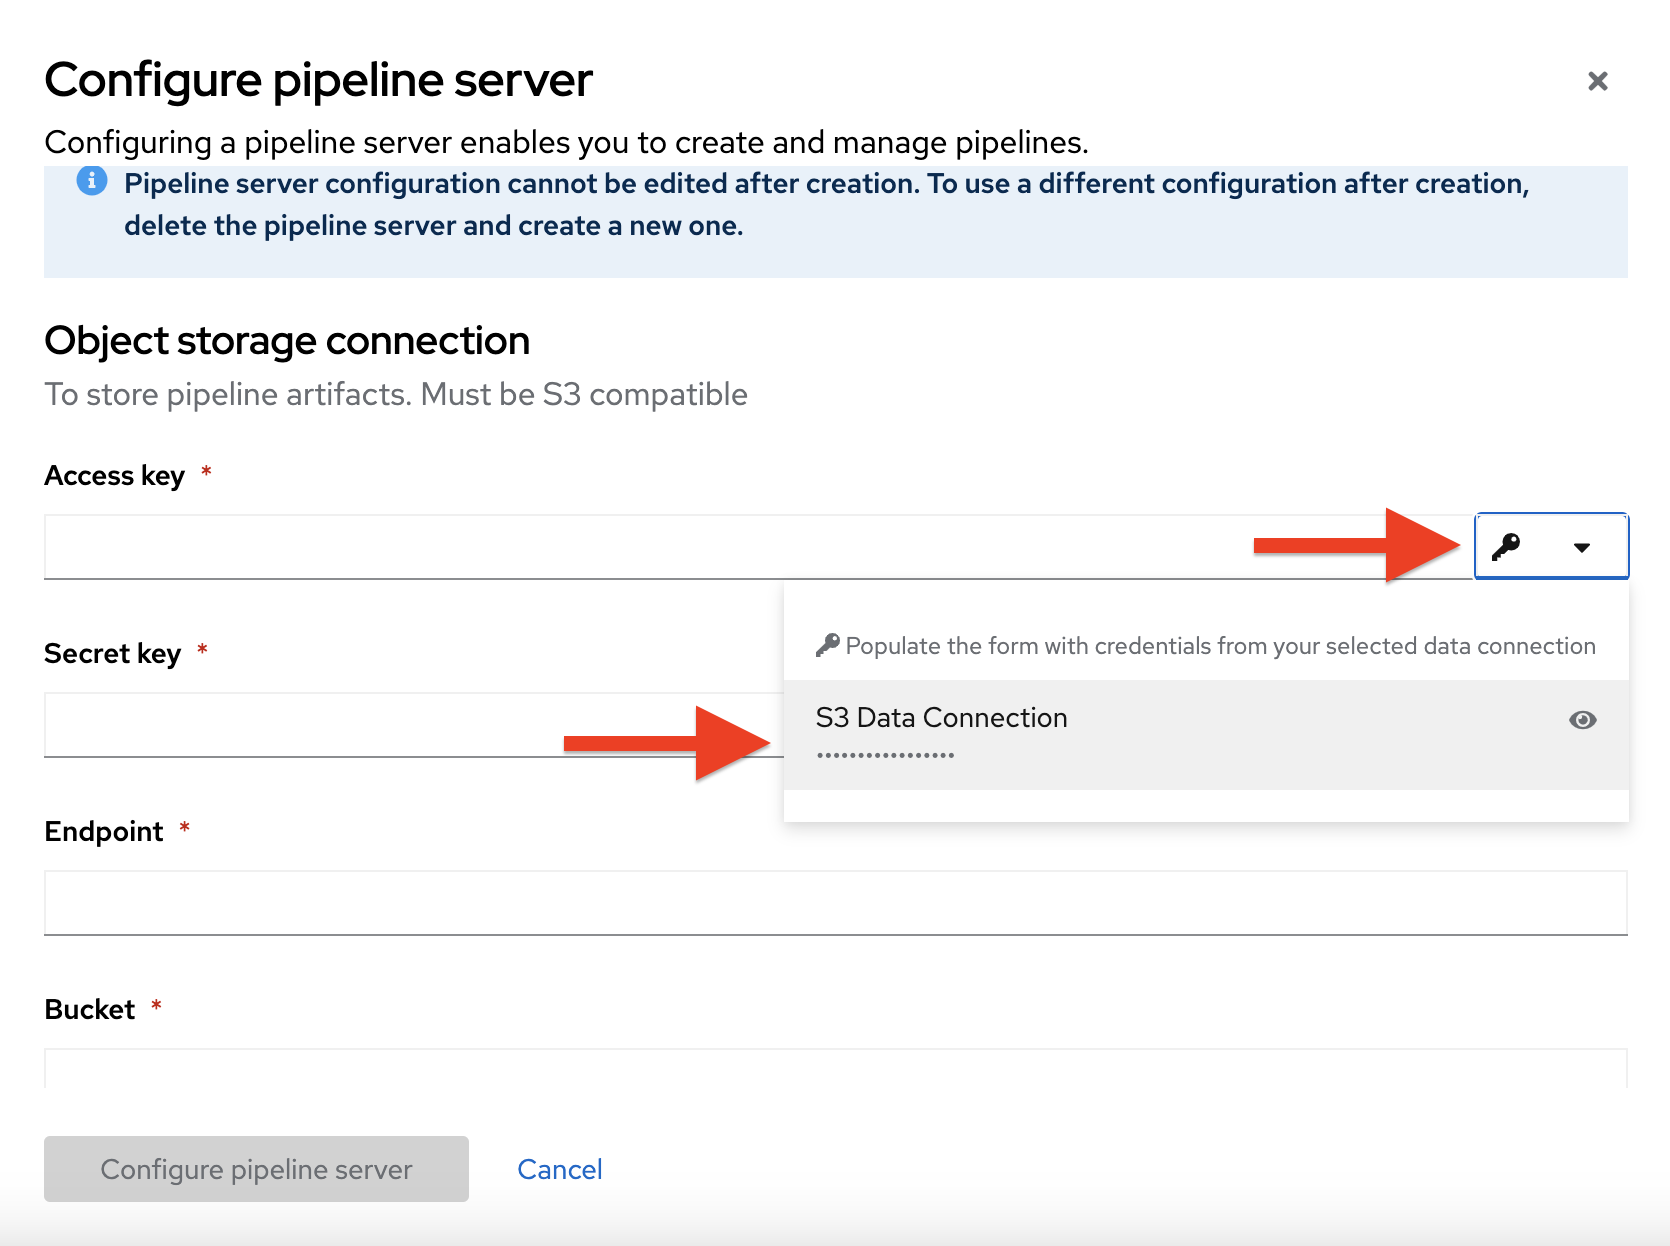 Configure pipeline server
Configuring a pipeline server enables you to create and manage pipelines.
Pipeline server configuration cannot be edited after creation. To use a different configuration after creation,
delete the pipeline server and create a new one.
Object storage connection
To store pipeline artifacts. Must be S3 compatible
Access key *
Populate the form with credentials from your selected data connection
Secret key *
S3 Data Connection
•••••••••••••••••
Endpoint *
Bucket *
Configure pipeline server
Cancel